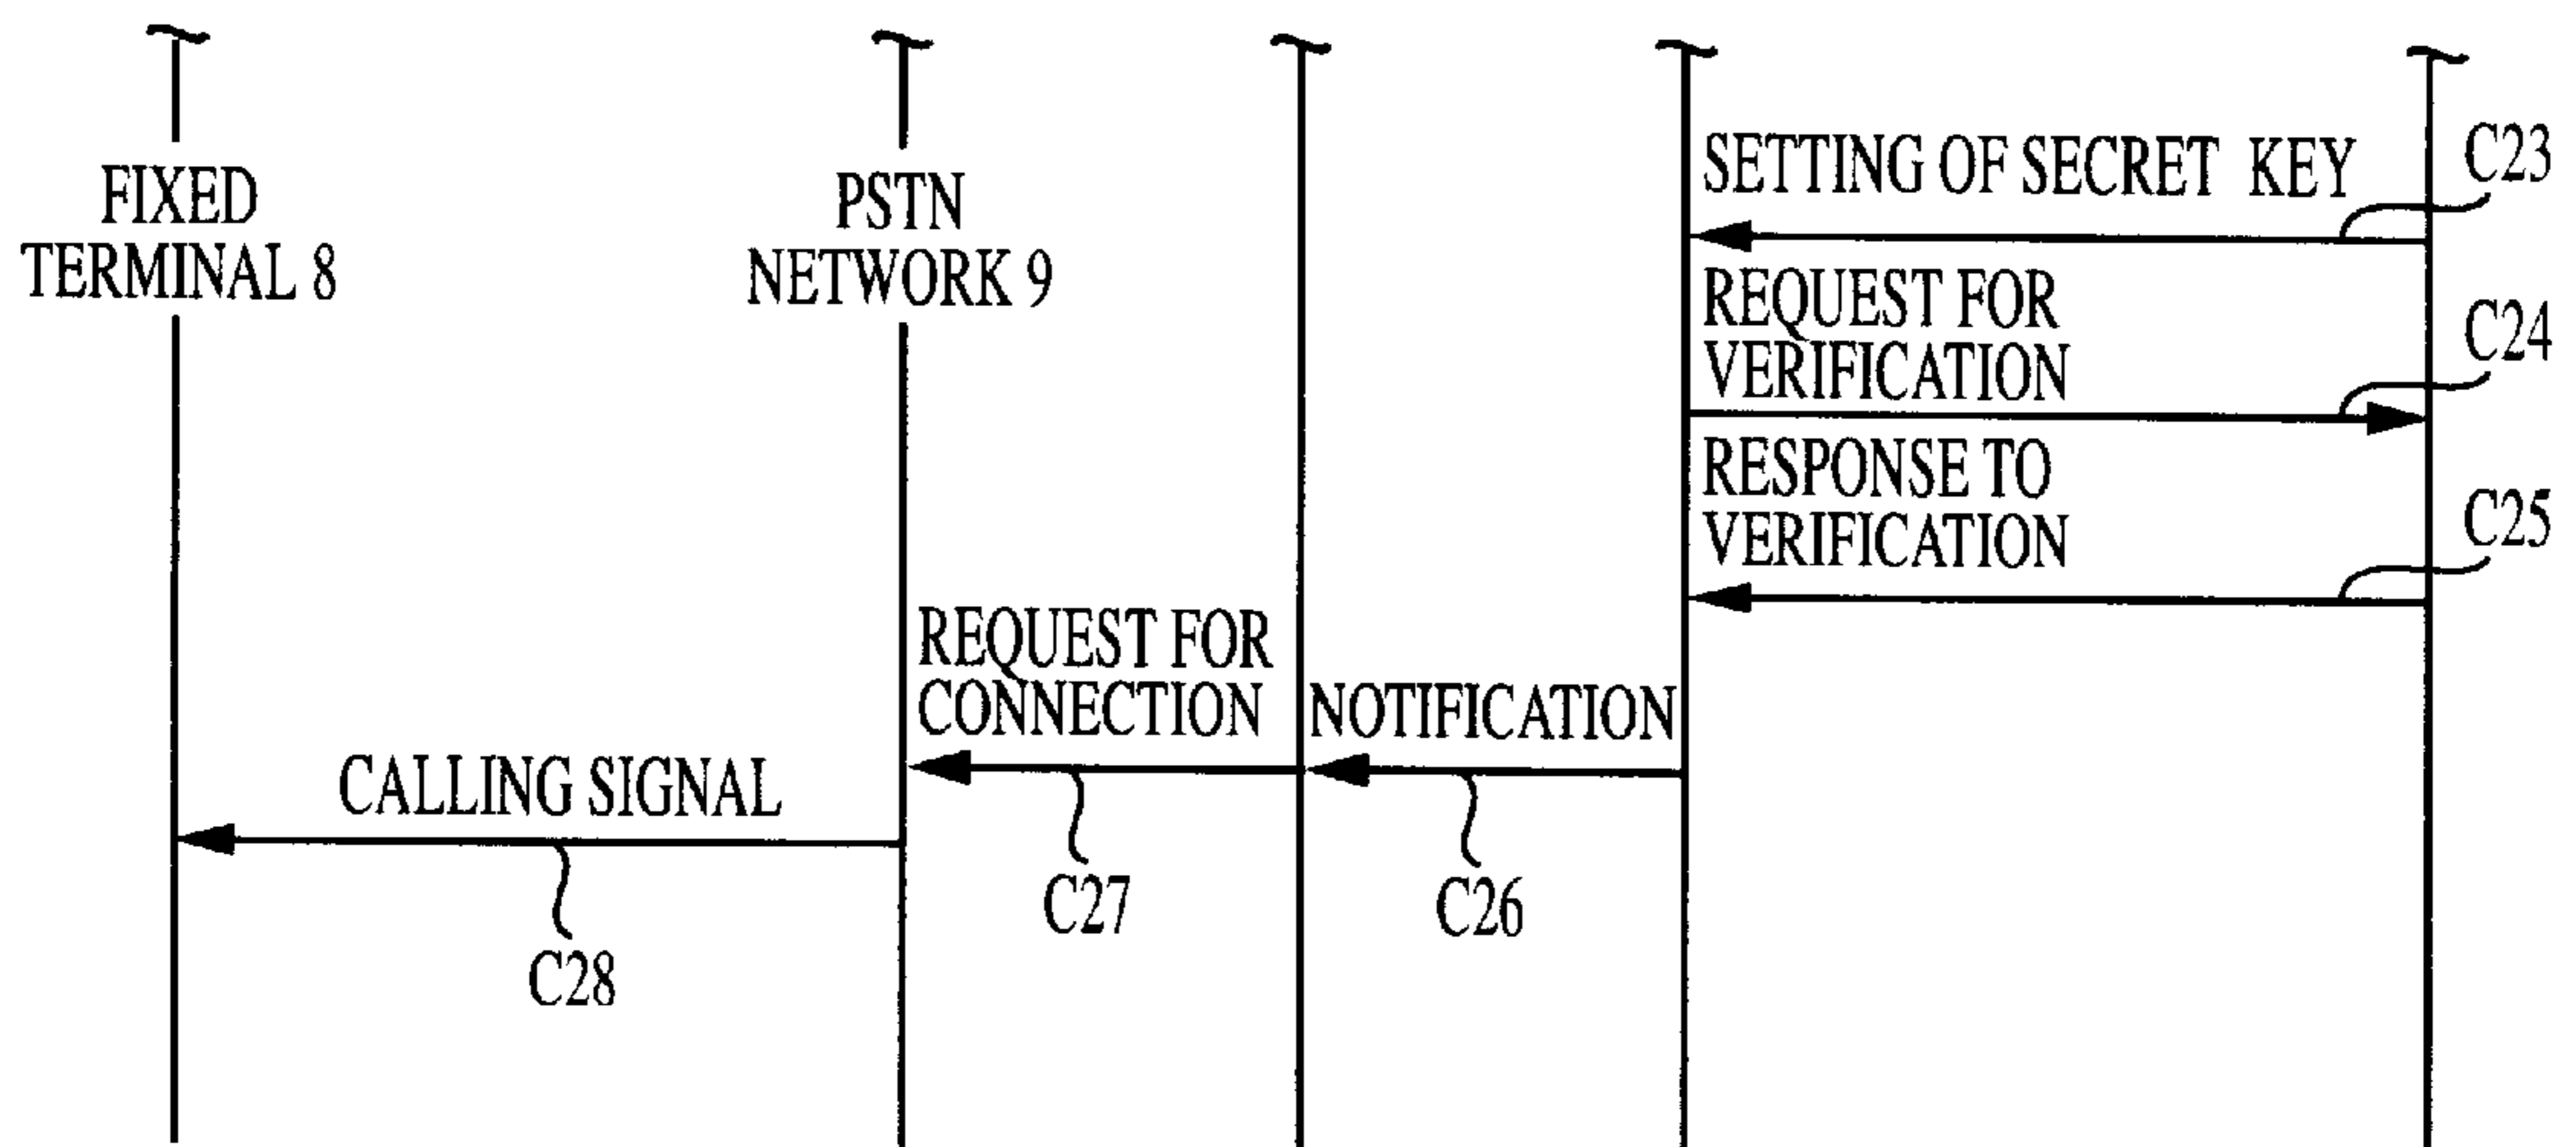 FIXED
TERMINAL 8
PSTN
NETWORK 9
SETTING OF SECRET KEY
C23
REQUEST FOR
VERIFICATION
C24
RESPONSE TO
VERIFICATION
C25
REQUEST FOR
CONNECTION
NOTIFICATION
CALLING SIGNAL
C27
C26
C28